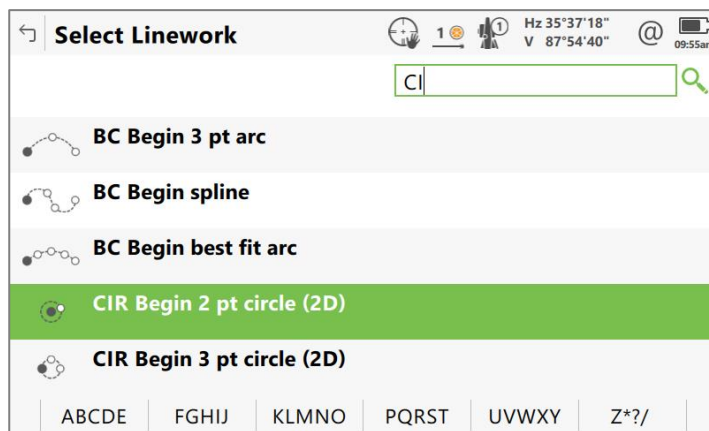 Select Linework
1
1
Hz 35°37'18"
V 87°54'40"
@
09:55am
CI
BC Begin 3 pt arc
BC Begin spline
BC Begin best fit arc
CIR Begin 2 pt circle (2D)
CIR Begin 3 pt circle (2D)
ABCDE FGHIJ KLMNO PQRST UVWXY Z*?/